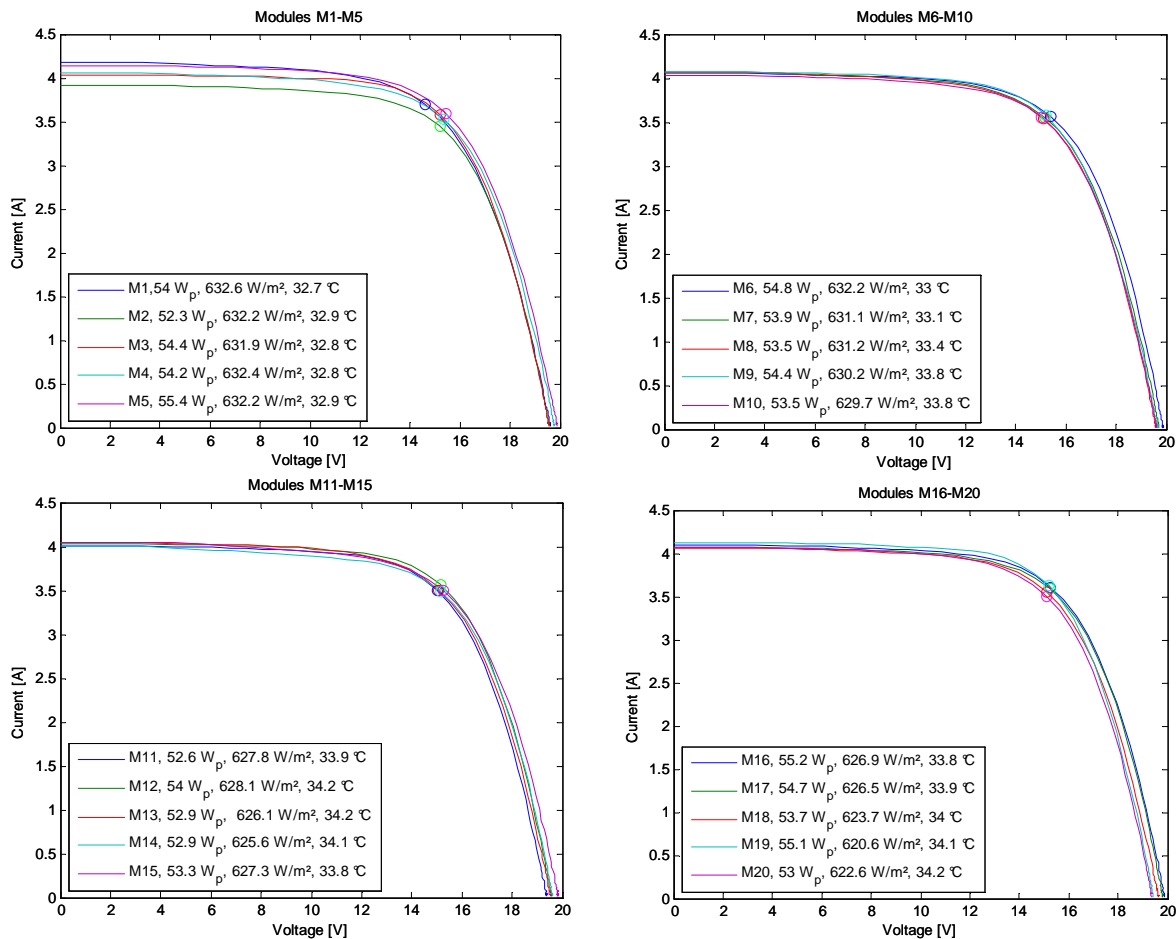 Modules M1-M5
4.5
4
3.5
3
2.5
2
1.5
1
0.5
0
Current [A]
M1,54 Wp, 632.6 W/m², 32.7 ℃
M2, 52.3 Wp, 632.2 W/m², 32.9 ℃
M3, 54.4 Wp, 631.9 W/m², 32.8 ℃
M4, 54.2 Wp, 632.4 W/m², 32.8 ℃
M5, 55.4 Wp, 632.2 W/m², 32.9 ℃
0 2 4 6 8 10 12 14 16 18 20
Voltage [V]
Modules M6-M10
4.5
4
3.5
3
2.5
2
1.5
1
0.5
0
Current [A]
M6, 54.8 Wp, 632.2 W/m², 33 ℃
M7, 53.9 Wp, 631.1 W/m², 33.1 ℃
M8, 53.5 Wp, 631.2 W/m², 33.4 ℃
M9, 54.4 Wp, 630.2 W/m², 33.8 ℃
M10, 53.5 Wp, 629.7 W/m², 33.8 ℃
0 2 4 6 8 10 12 14 16 18 20
Voltage [V]
Modules M11-M15
4.5
4
3.5
3
2.5
2
1.5
1
0.5
0
Current [A]
M11, 52.6 Wp, 627.8 W/m², 33.9 ℃
M12, 54 Wp, 628.1 W/m², 34.2 ℃
M13, 52.9 Wp, 626.1 W/m², 34.2 ℃
M14, 52.9 Wp, 625.6 W/m², 34.1 ℃
M15, 53.3 Wp, 627.3 W/m², 33.8 ℃
0 2 4 6 8 10 12 14 16 18 20
Voltage [V]
Modules M16-M20
4.5
4
3.5
3
2.5
2
1.5
1
0.5
0
Current [A]
M16, 55.2 Wp, 626.9 W/m², 33.8 ℃
M17, 54.7 Wp, 626.5 W/m², 33.9 ℃
M18, 53.7 Wp, 623.7 W/m², 34 ℃
M19, 55.1 Wp, 620.6 W/m², 34.1 ℃
M20, 53 Wp, 622.6 W/m², 34.2 ℃
0 2 4 6 8 10 12 14 16 18 20
Voltage [V]